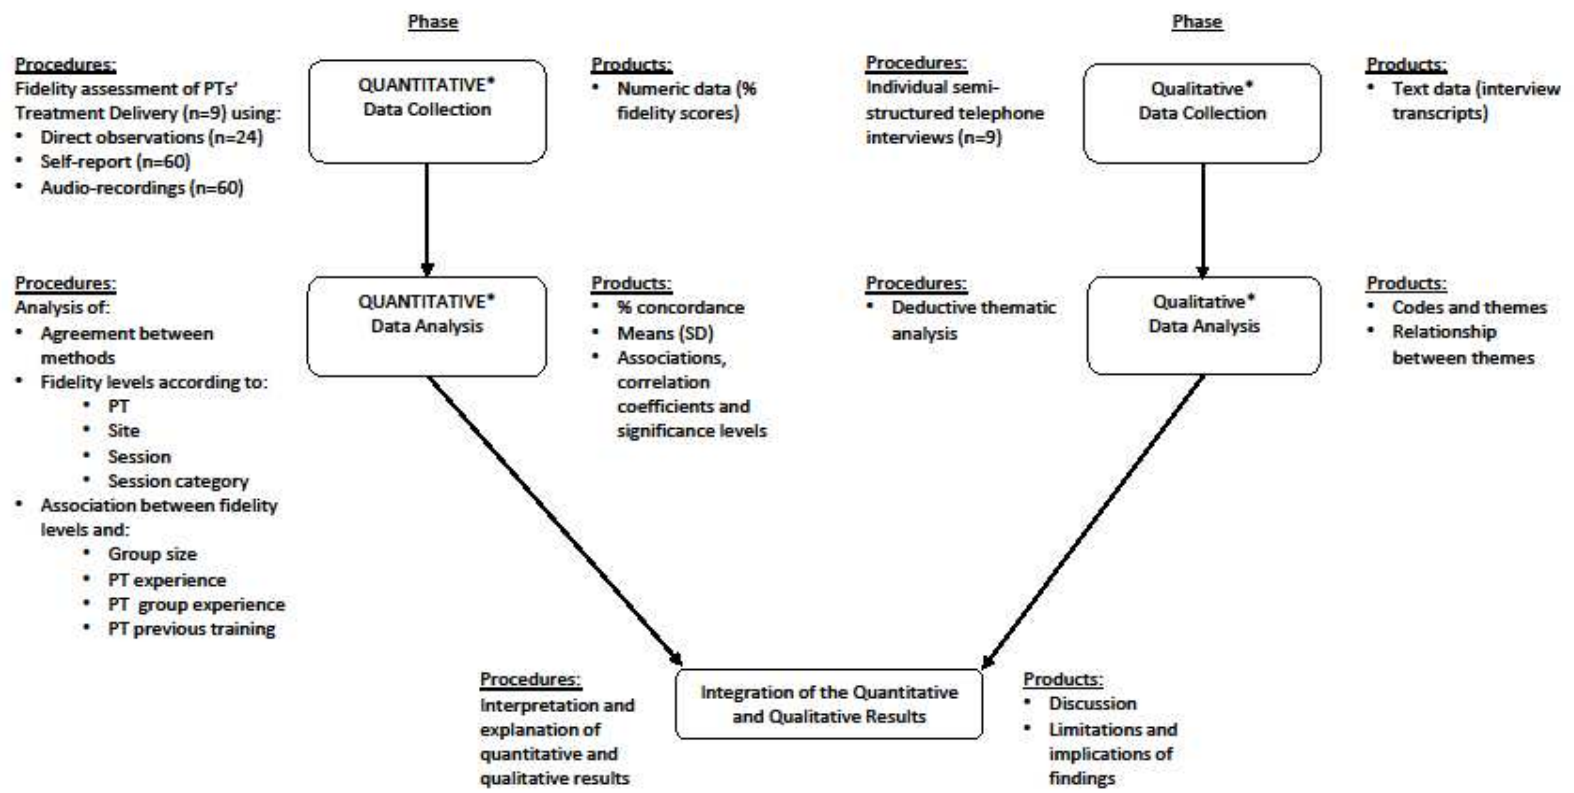 Phase
Procedures:
Fidelity assessment of PTs'
Treatment Delivery (n=9) using:
• Direct observations (n=24)
• Self-report (n=60)
• Audio-recordings (n=60)
QUANTITATIVE*
Data Collection
Products:
• Numeric data (%
fidelity scores)
Procedures:
Analysis of:
• Agreement between
methods
• Fidelity levels according to:
• PT
• Site
• Session
• Session category
• Association between fidelity
levels and:
• Group size
• PT experience
• PT group experience
• PT previous training
QUANTITATIVE*
Data Analysis
Products:
• % concordance
• Means (SD)
• Associations,
correlation
coefficients and
significance levels
Phase
Procedures:
Individual semi-
structured telephone
interviews (n=9)
Qualitative*
Data Collection
Products:
• Text data (interview
transcripts)
Procedures:
• Deductive thematic
analysis
Qualitative*
Data Analysis
Products:
• Codes and themes
• Relationship
between themes
Procedures:
Interpretation and
explanation of
quantitative and
qualitative results
Integration of the Quantitative
and Qualitative Results
Products:
• Discussion
• Limitations and
implications of
findings